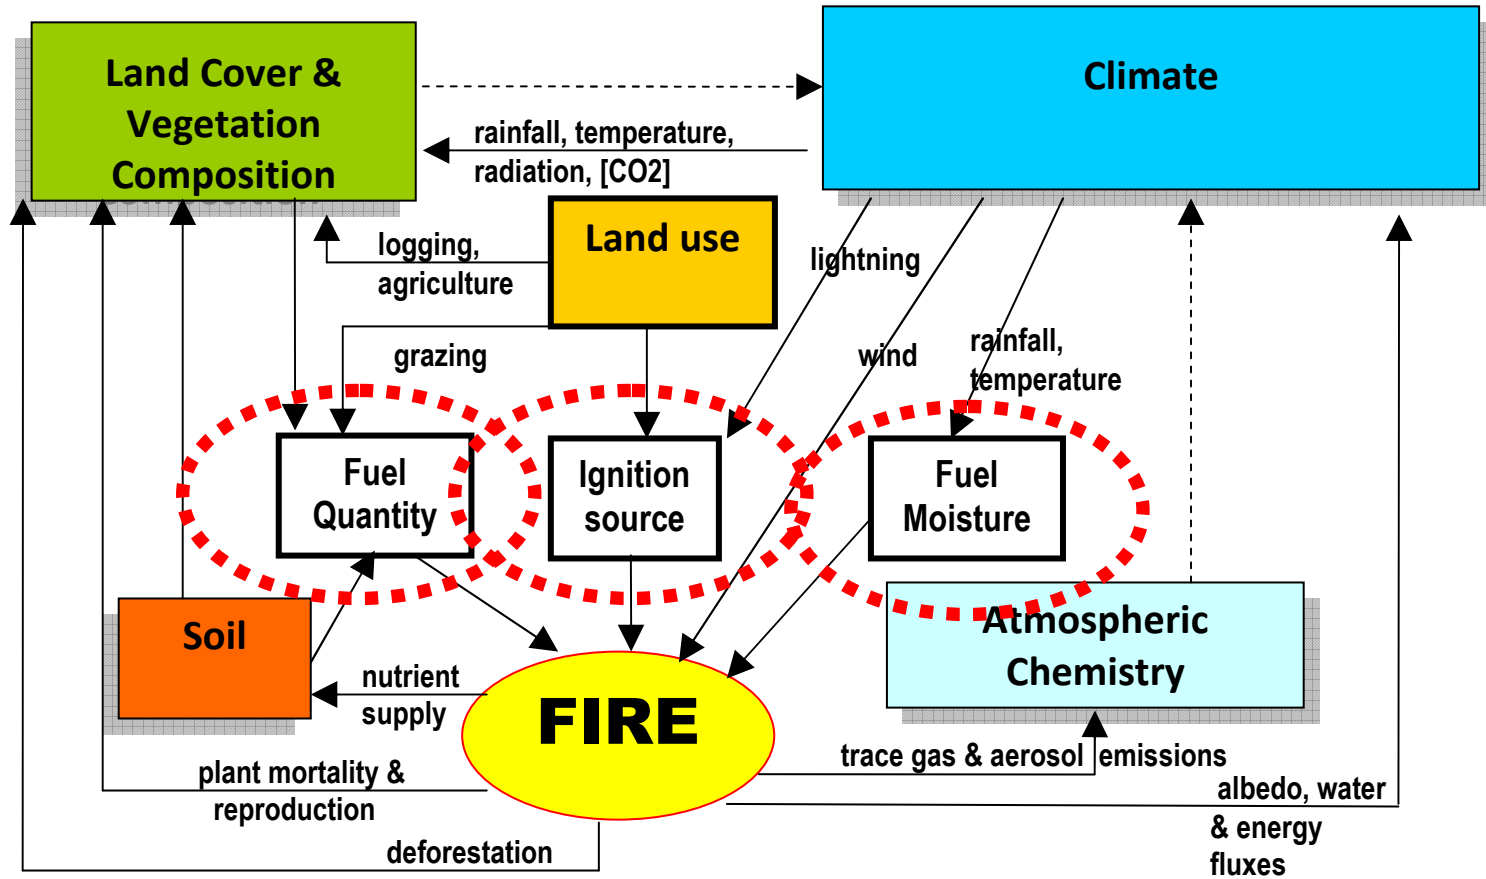 Land Cover &
Vegetation
Composition
Climate
rainfall, temperature,
radiation, [CO2]
Land use
logging,
agriculture
lightning
grazing
wind
rainfall,
temperature
Fuel
Quantity
Ignition
source
Fuel
Moisture
Soil
Atmospheric
Chemistry
nutrient
supply
FIRE
trace gas & aerosol emissions
plant mortality &
reproduction
albedo, water
& energy
fluxes
deforestation